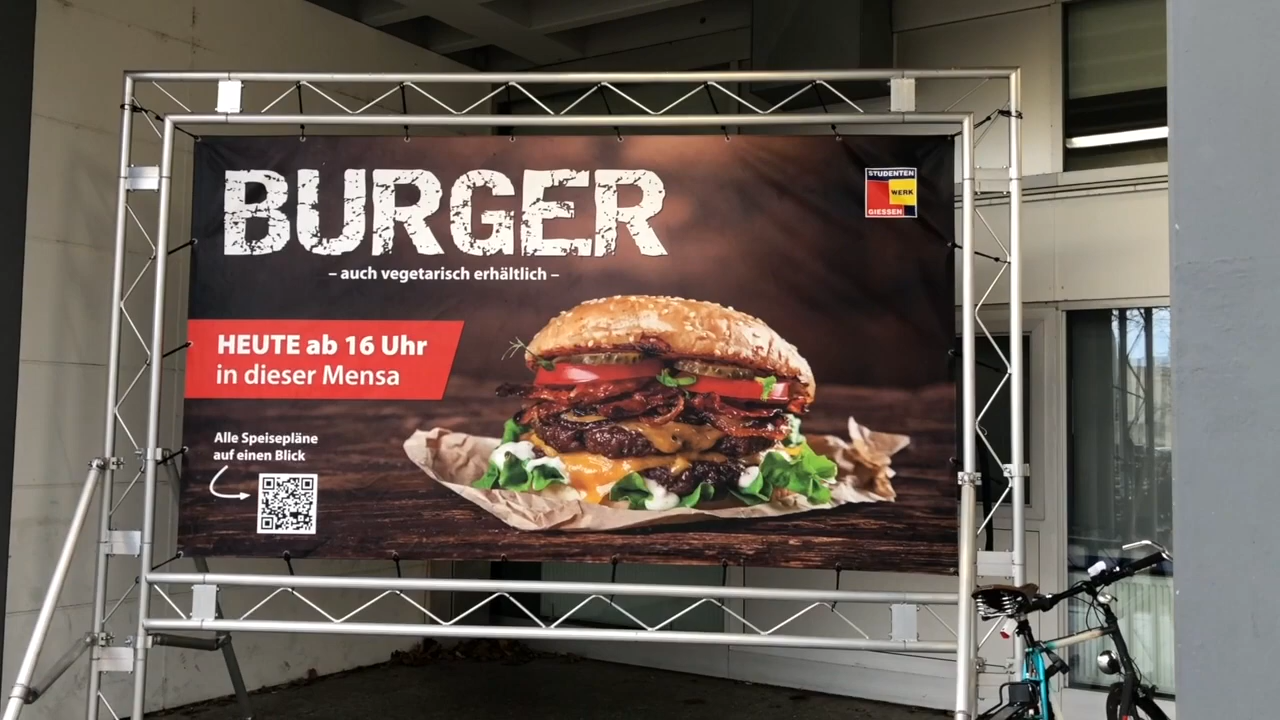 BURGER
– auch vegetarisch erhältlich –
STUDENTEN
WERK
GIESSEN
HEUTE ab 16 Uhr
in dieser Mensa
Alle Speisepläne
auf einen Blick